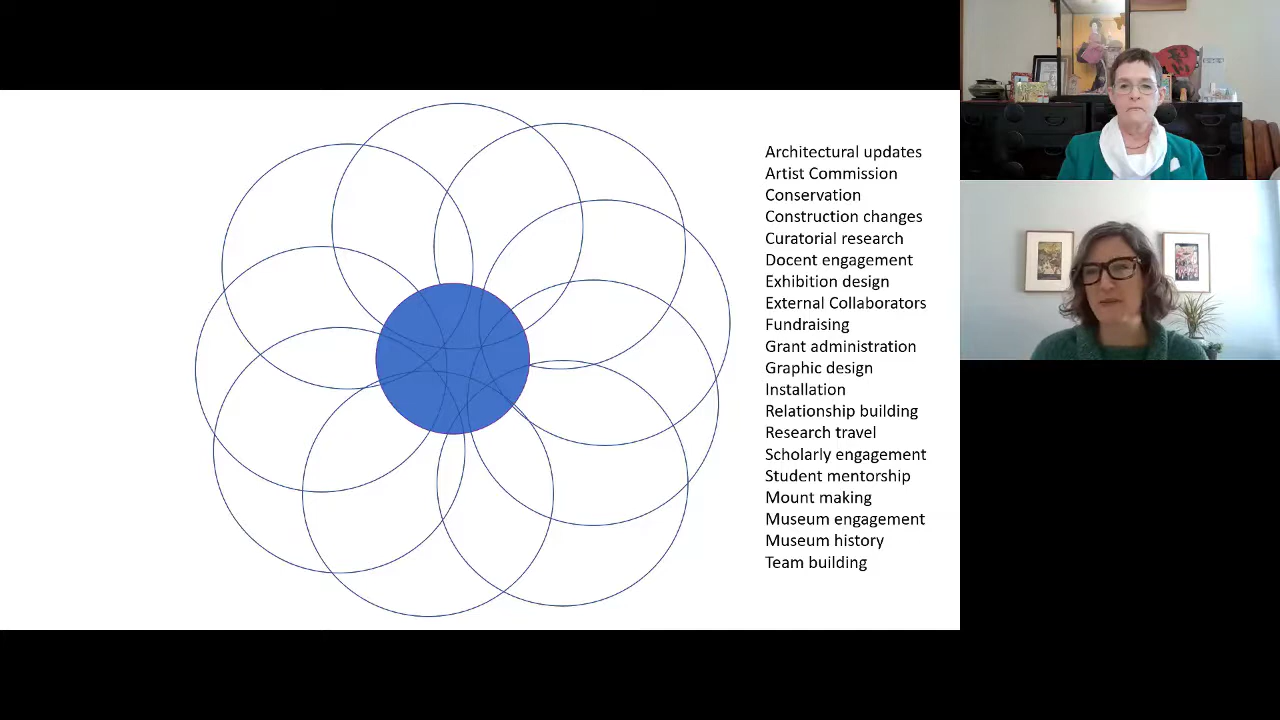 Architectural updates
Artist Commission
Conservation
Construction changes
Curatorial research
Docent engagement
Exhibition design
External Collaborators
Fundraising
Grant administration
Graphic design
Installation
Relationship building
Research travel
Scholarly engagement
Student mentorship
Mount making
Museum engagement
Museum history
Team building